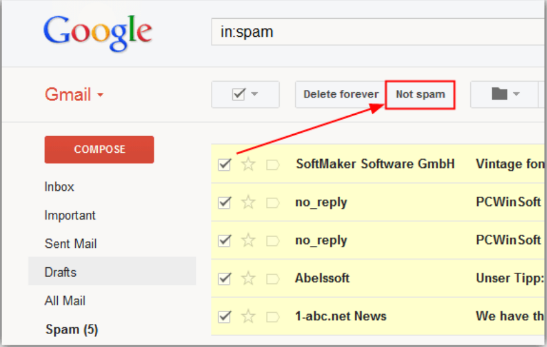 Google
in:spam
Gmail
Delete forever
Not spam
COMPOSE
Inbox
Important
Sent Mail
Drafts
All Mail
Spam (5)
SoftMaker Software GmbH Vintage fon
no_reply PCWinSoft
no_reply PCWinSoft
Abelssoft Unser Tipp:
1-abc.net News We have th